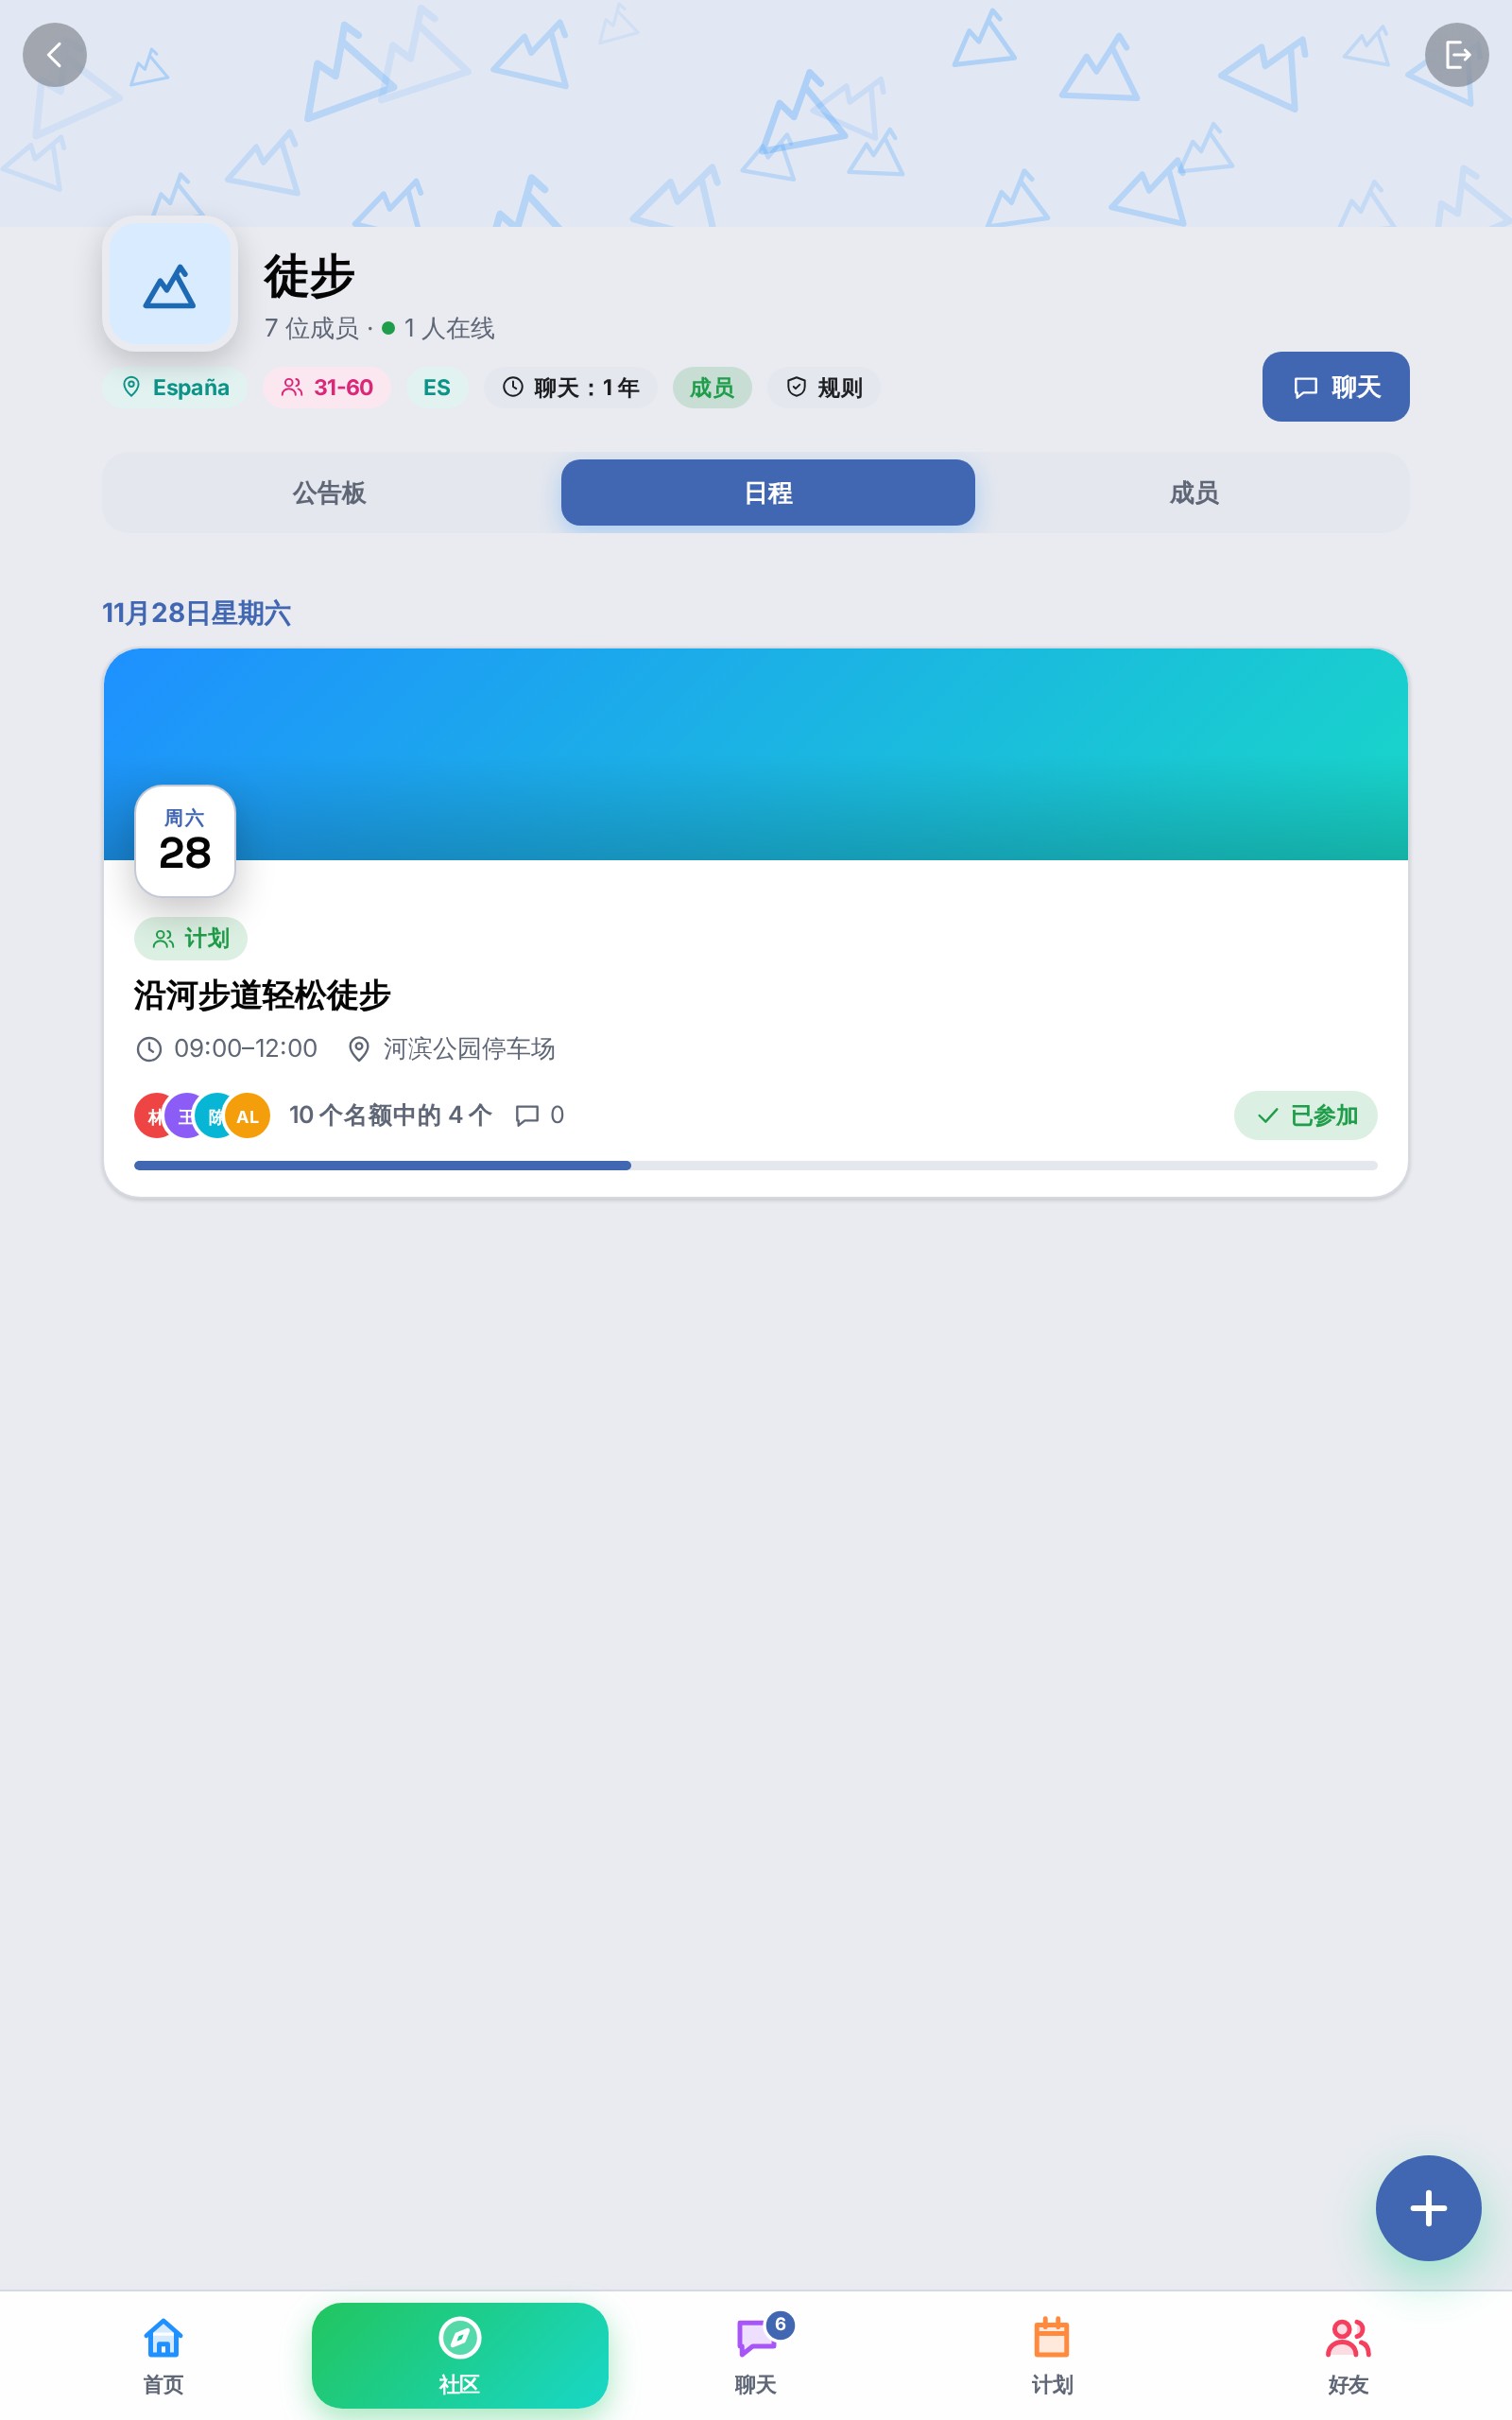 徒步
7 位成员 · 1 人在线
España
31-60
ES
聊天：1 年
成员
规则
聊天
公告板
日程
成员
11月28日星期六
周六
28
计划
沿河步道轻松徒步
09:00–12:00
河滨公园停车场
林
王
陈
AL
10 个名额中的 4 个
0
已参加
首页
社区
6
聊天
计划
好友